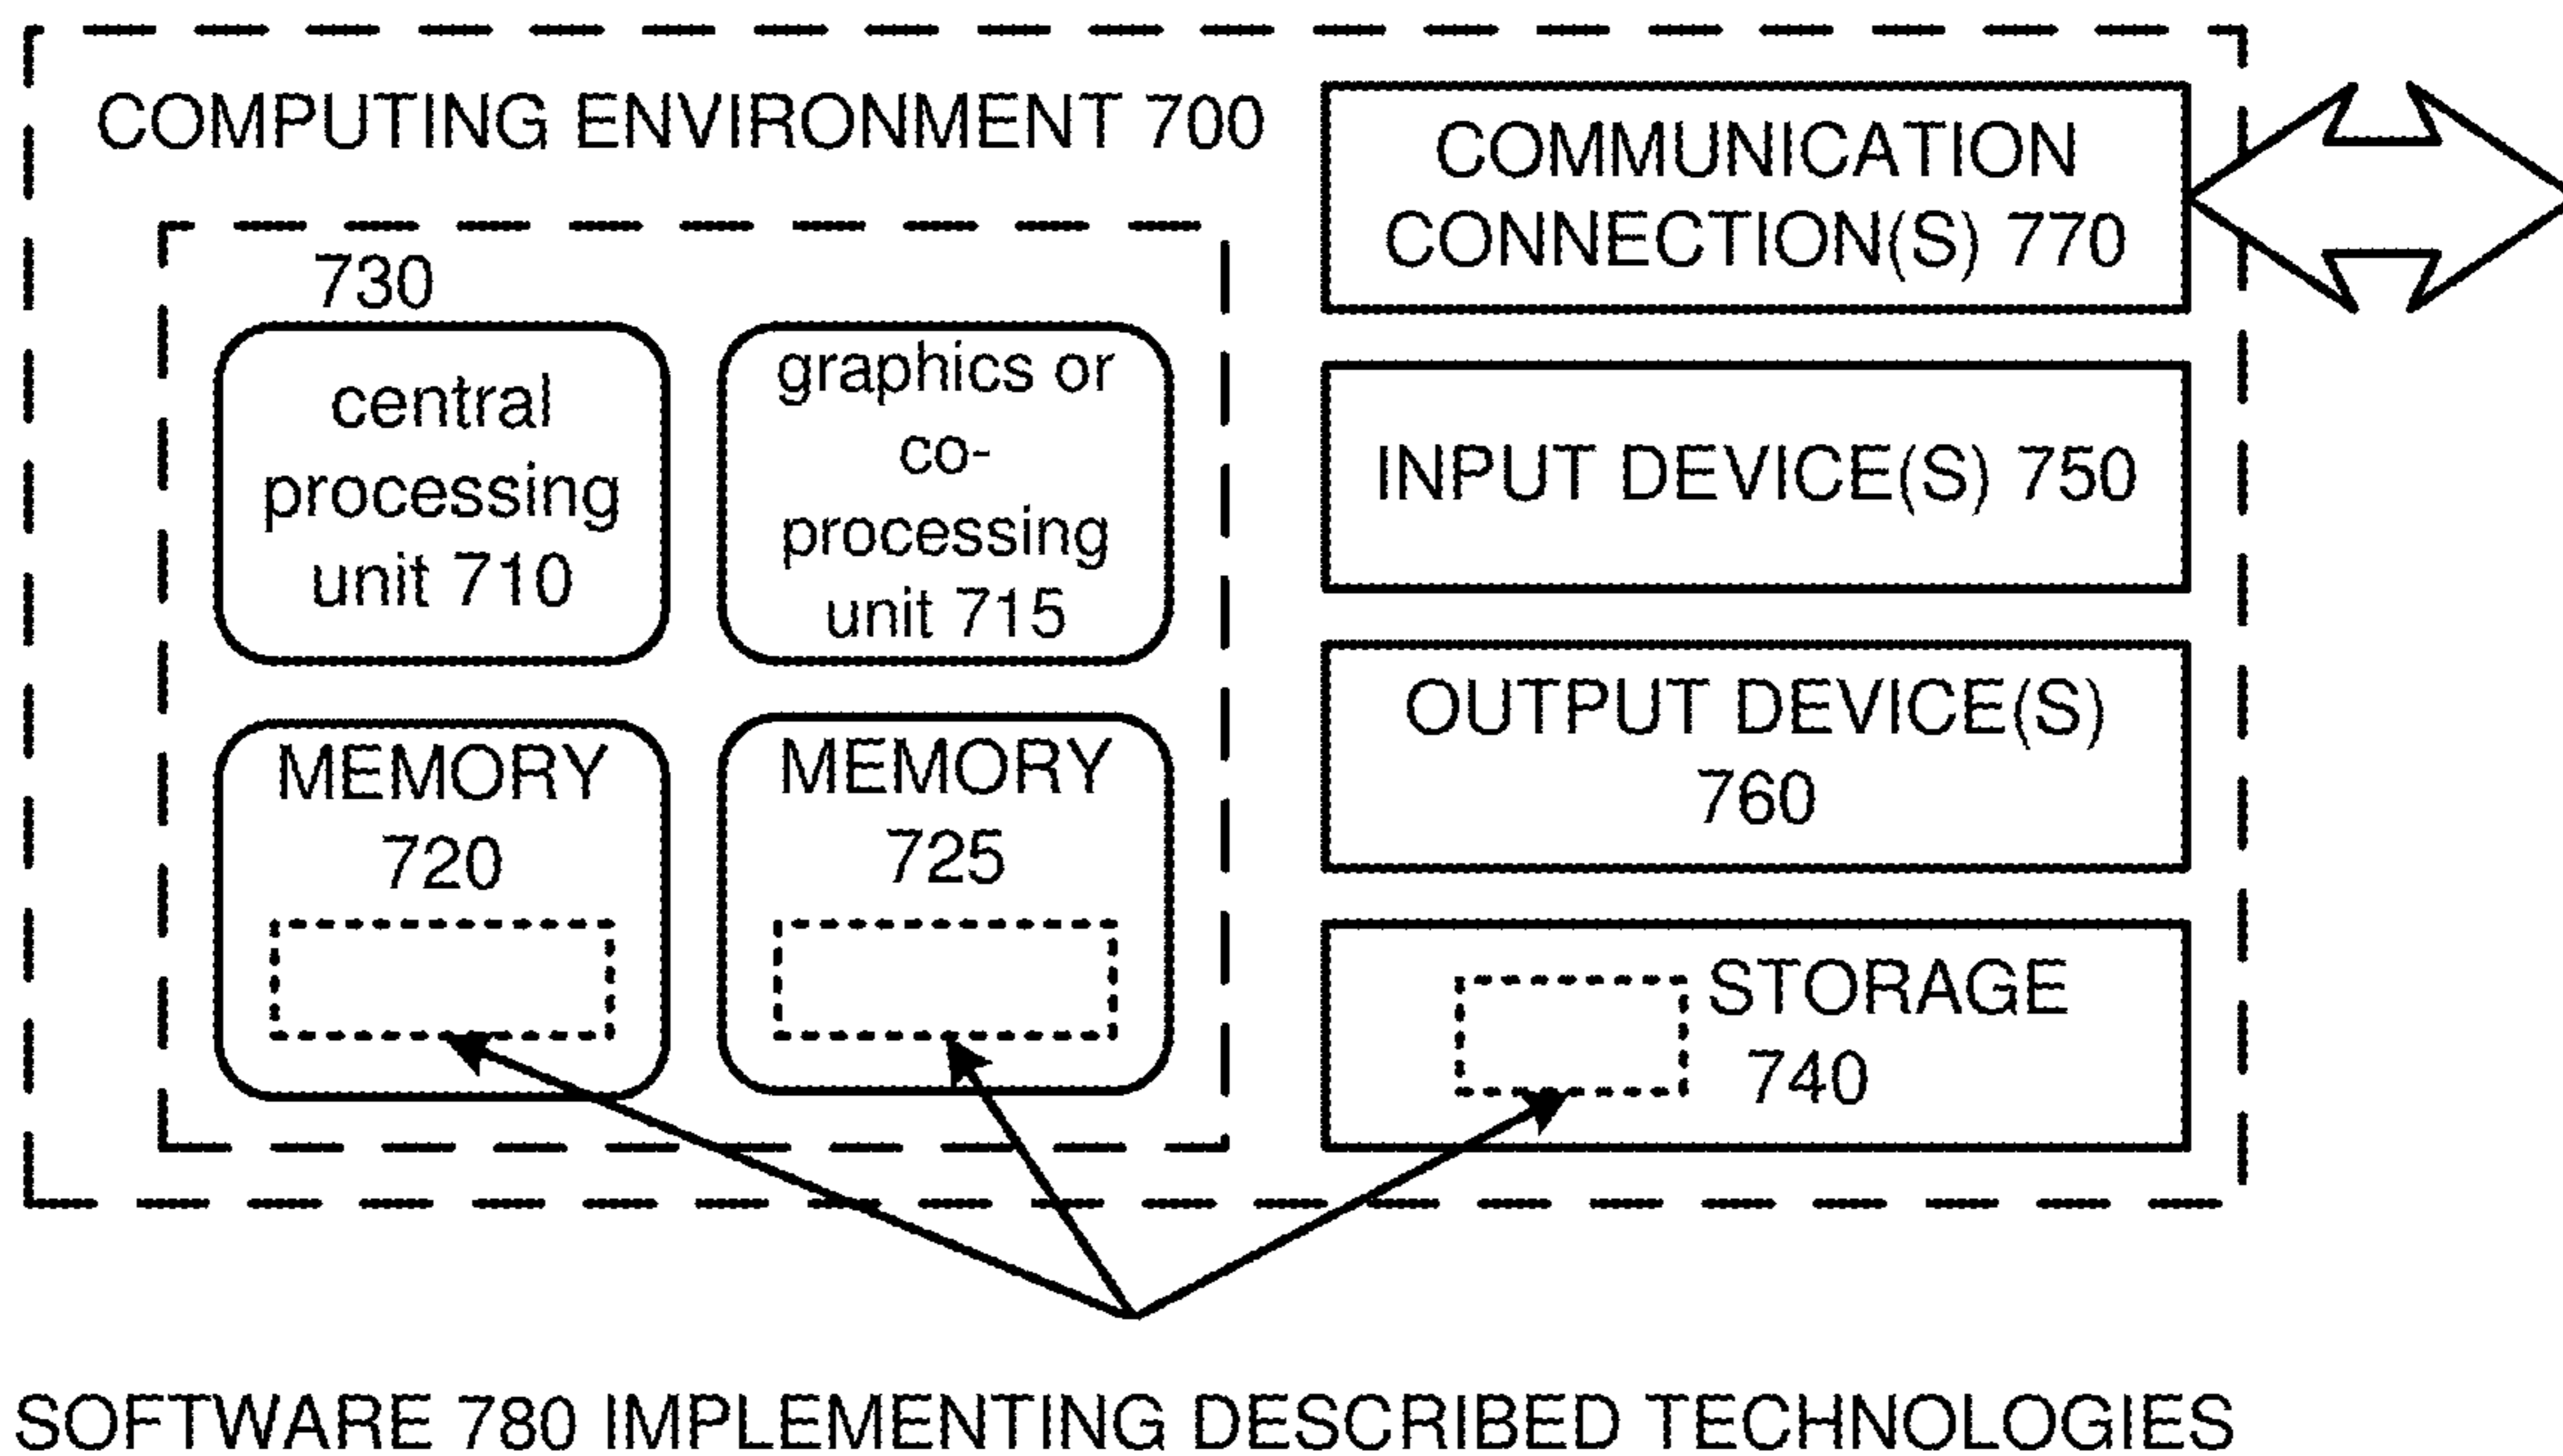 COMPUTING ENVIRONMENT 700
730
central
processing
unit 710
graphics or
co-
processing
unit 715
MEMORY
720
MEMORY
725
COMMUNICATION
CONNECTION(S) 770
INPUT DEVICE(S) 750
OUTPUT DEVICE(S)
760
STORAGE
740
SOFTWARE 780 IMPLEMENTING DESCRIBED TECHNOLOGIES